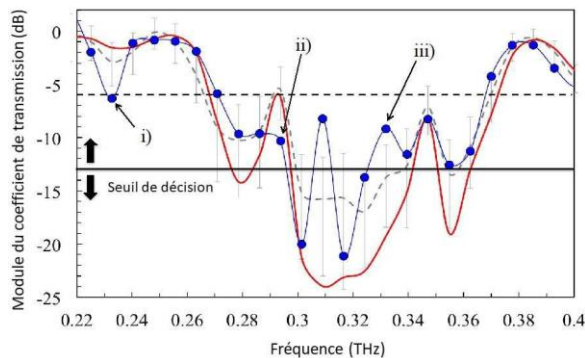 Module du coefficient de transmission (dB)
0
-5
-10
-15
-20
-25
i)
ii)
iii)
Seuil de décision
0.22
0.24
0.26
0.28
0.3
0.32
0.34
0.36
0.38
0.4
Fréquence (THz)